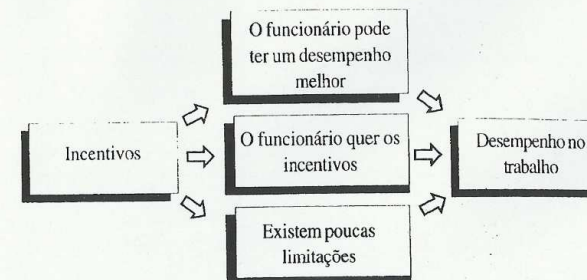 O funcionário pode
ter um desempenho
melhor
Incentivos
O funcionário quer os
incentivos
Desempenho no
trabalho
Existem poucas
limitações